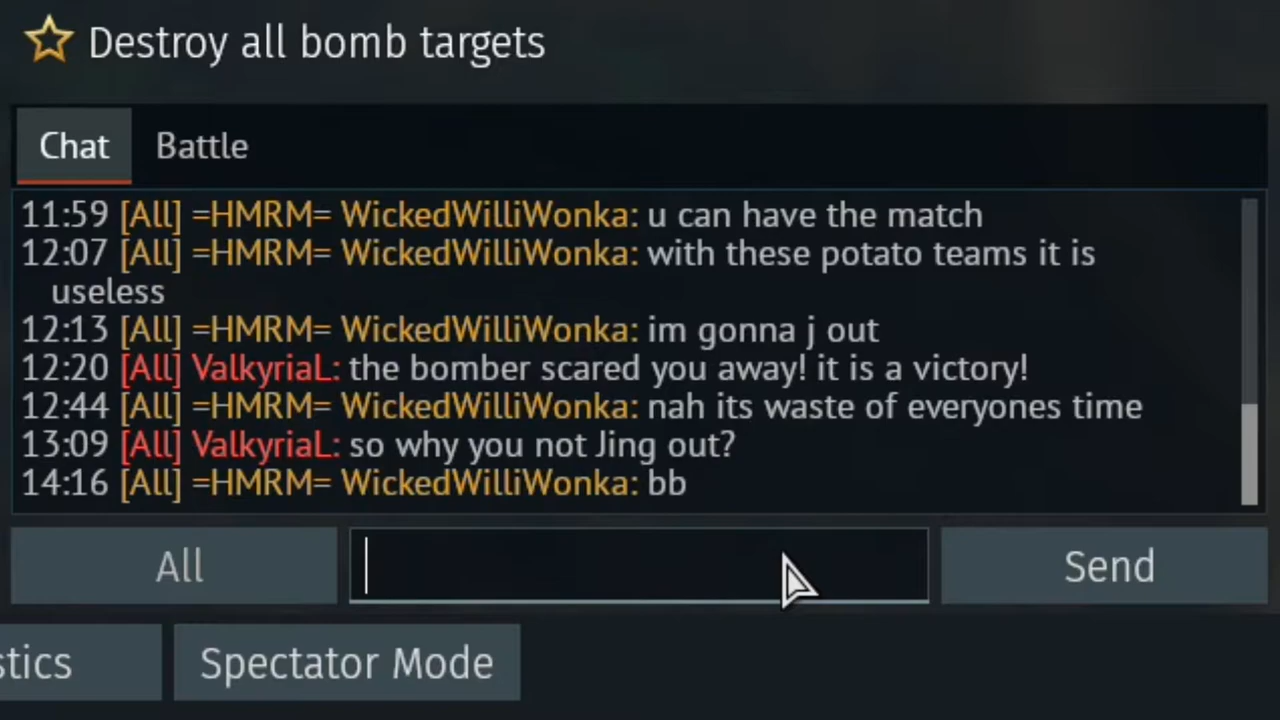 Destroy all bomb targets
Chat Battle
11:59 [All] =HMRM= WickedWilliWonka: u can have the match
12:07 [All] =HMRM= WickedWilliWonka: with these potato teams it is
useless
12:13 [All] =HMRM= WickedWilliWonka: im gonna j out
12:20 [All] ValkyriaL: the bomber scared you away! it is a victory!
12:44 [All] =HMRM= WickedWilliWonka: nah its waste of everyones time
13:09 [All] ValkyriaL: so why you not Jing out?
14:16 [All] =HMRM= WickedWilliWonka: bb
All Send
stics Spectator Mode